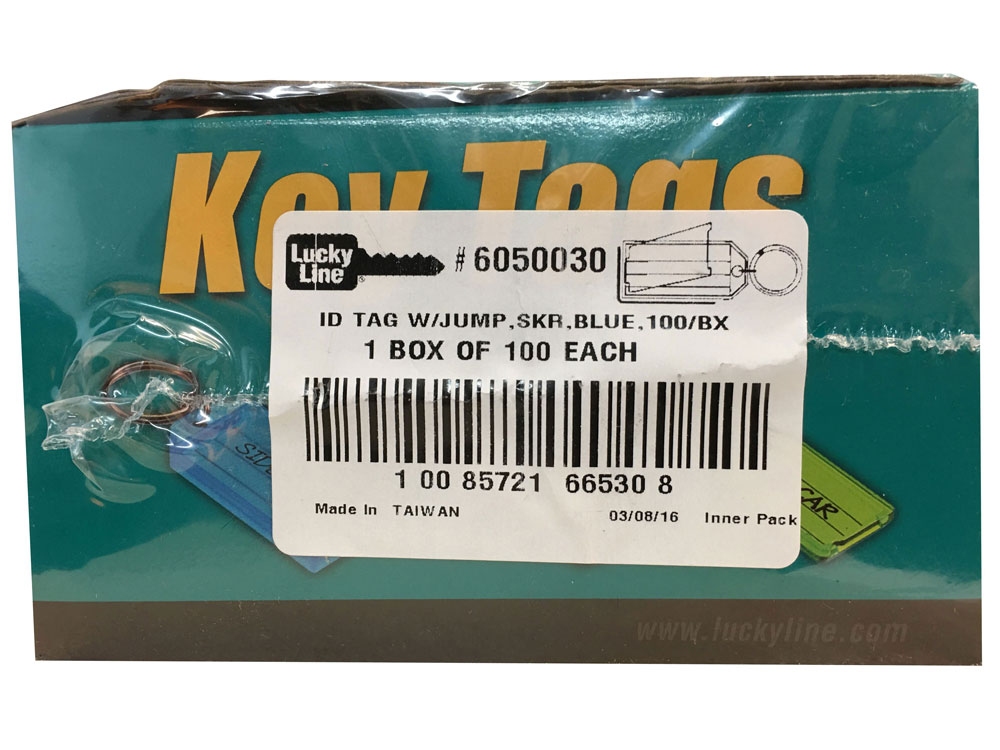 Key Tags
Lucky Line ®
# 6050030
ID TAG W/JUMP,SKR,BLUE,100/BX
1 BOX OF 100 EACH
1 00 85721 66530 8
Made In TAIWAN 03/08/16 Inner Pack
CAR
www.luckyline.com